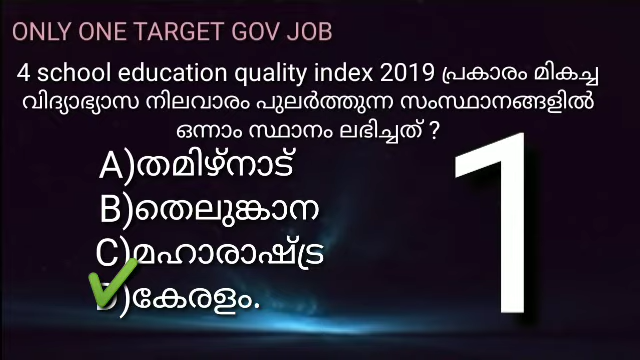 ONLY ONE TARGET GOV JOB
4 school education quality index 2019 പ്രകാരം മികച്ച
വിദ്യാഭ്യാസ നിലവാരം പുലർത്തുന്ന സംസ്ഥാനങ്ങളിൽ
ഒന്നാം സ്ഥാനം ലഭിച്ചത് ?
A)തമിഴ്നാട്
B)തെലുങ്കാന
C)മഹാരാഷ്ട്ര
D)കേരളം.
1